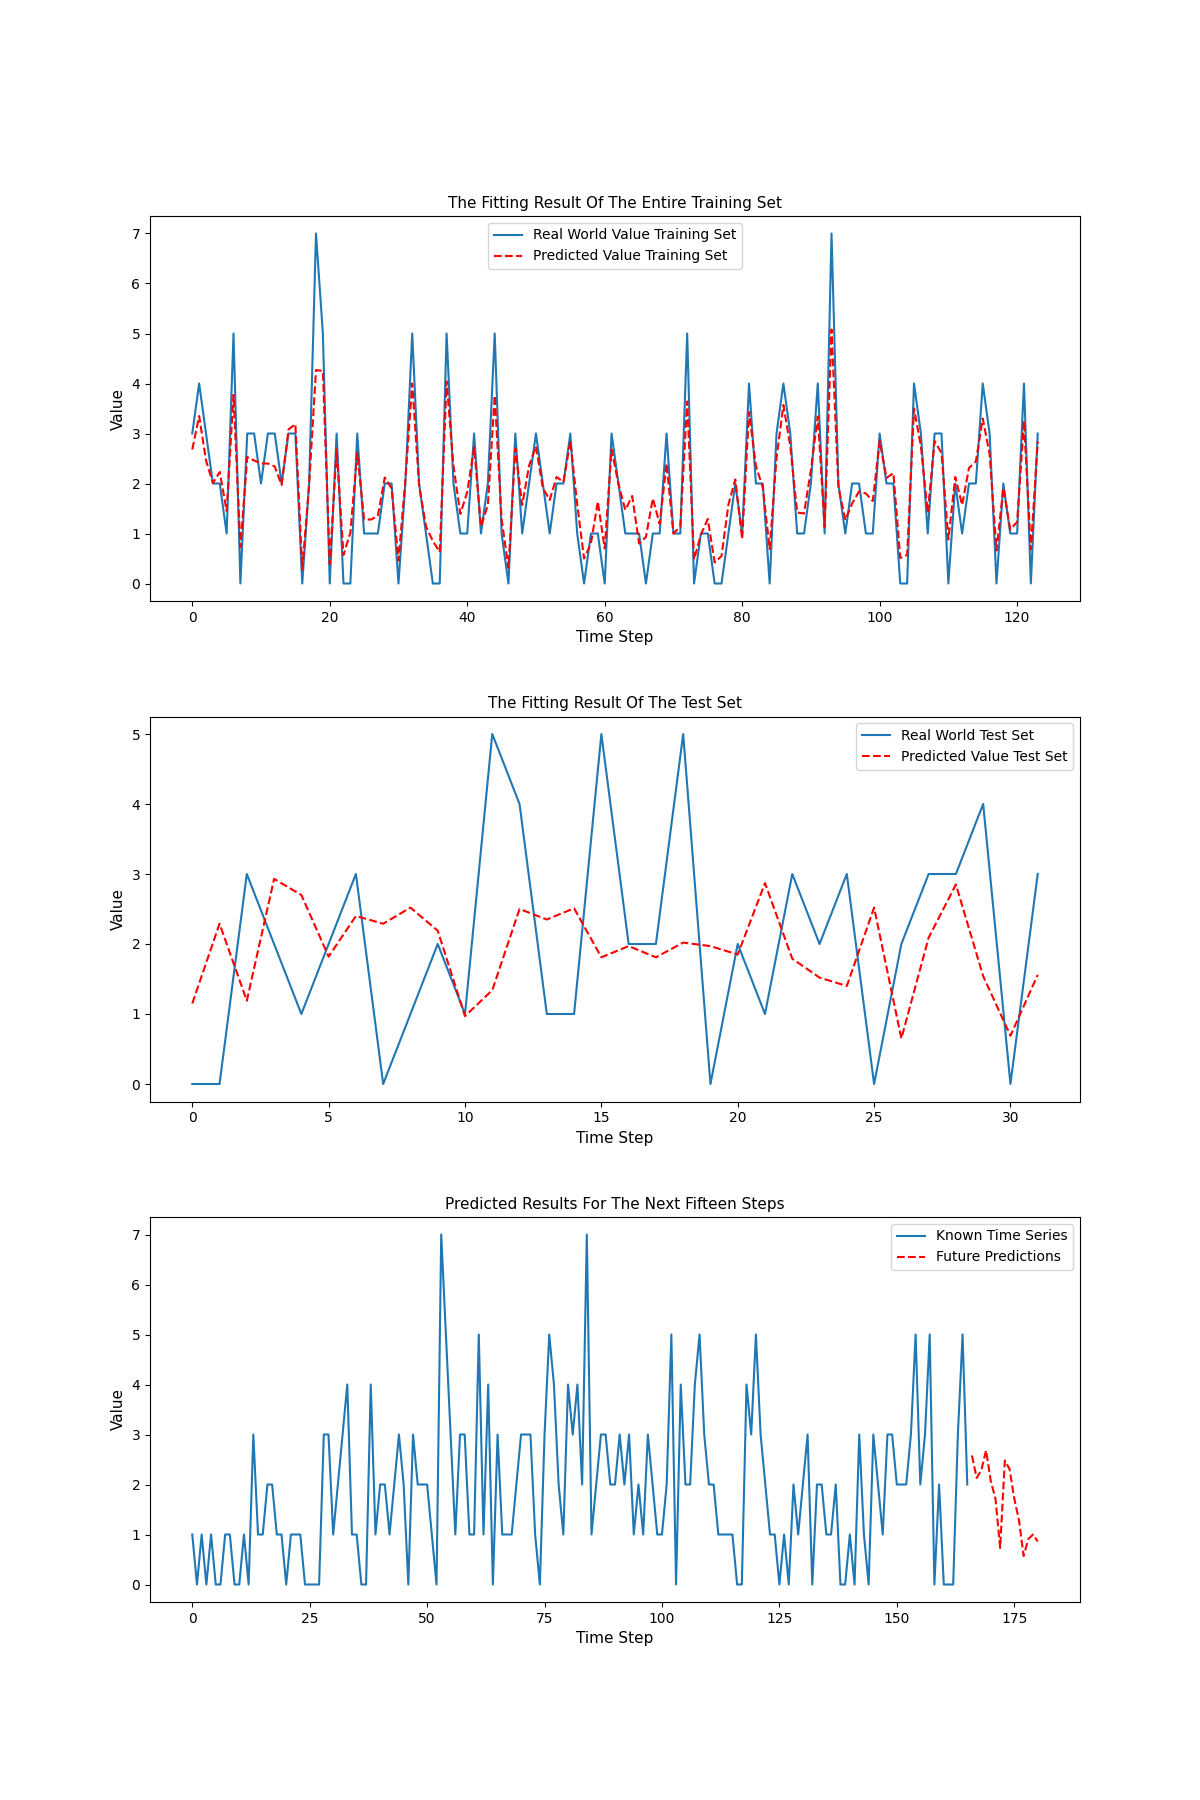 The Fitting Result Of The Entire Training Set
Real World Value Training Set
Predicted Value Training Set
Value
7
6
5
4
3
2
1
0
0 20 40 60 80 100 120
Time Step
The Fitting Result Of The Test Set
Real World Test Set
Predicted Value Test Set
Value
5
4
3
2
1
0
0 5 10 15 20 25 30
Time Step
Predicted Results For The Next Fifteen Steps
Known Time Series
Future Predictions
Value
7
6
5
4
3
2
1
0
0 25 50 75 100 125 150 175
Time Step